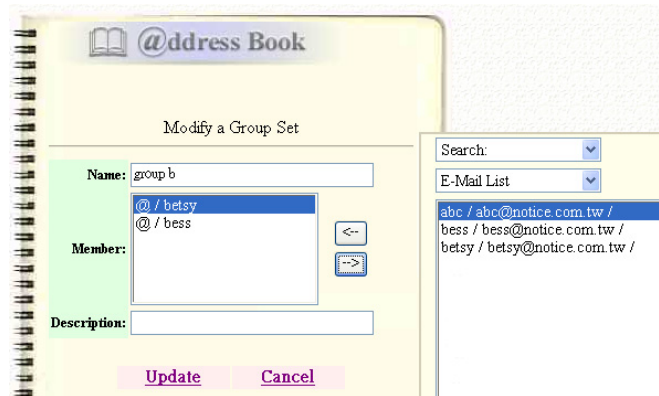 @ddress Book
Modify a Group Set
Name: group b
Member:
@ / betsy
@ / bess
<--
-->
Description:
Update Cancel
Search:
E-Mail List
abc / abc@notice.com.tw /
bess / bess@notice.com.tw /
betsy / betsy@notice.com.tw /